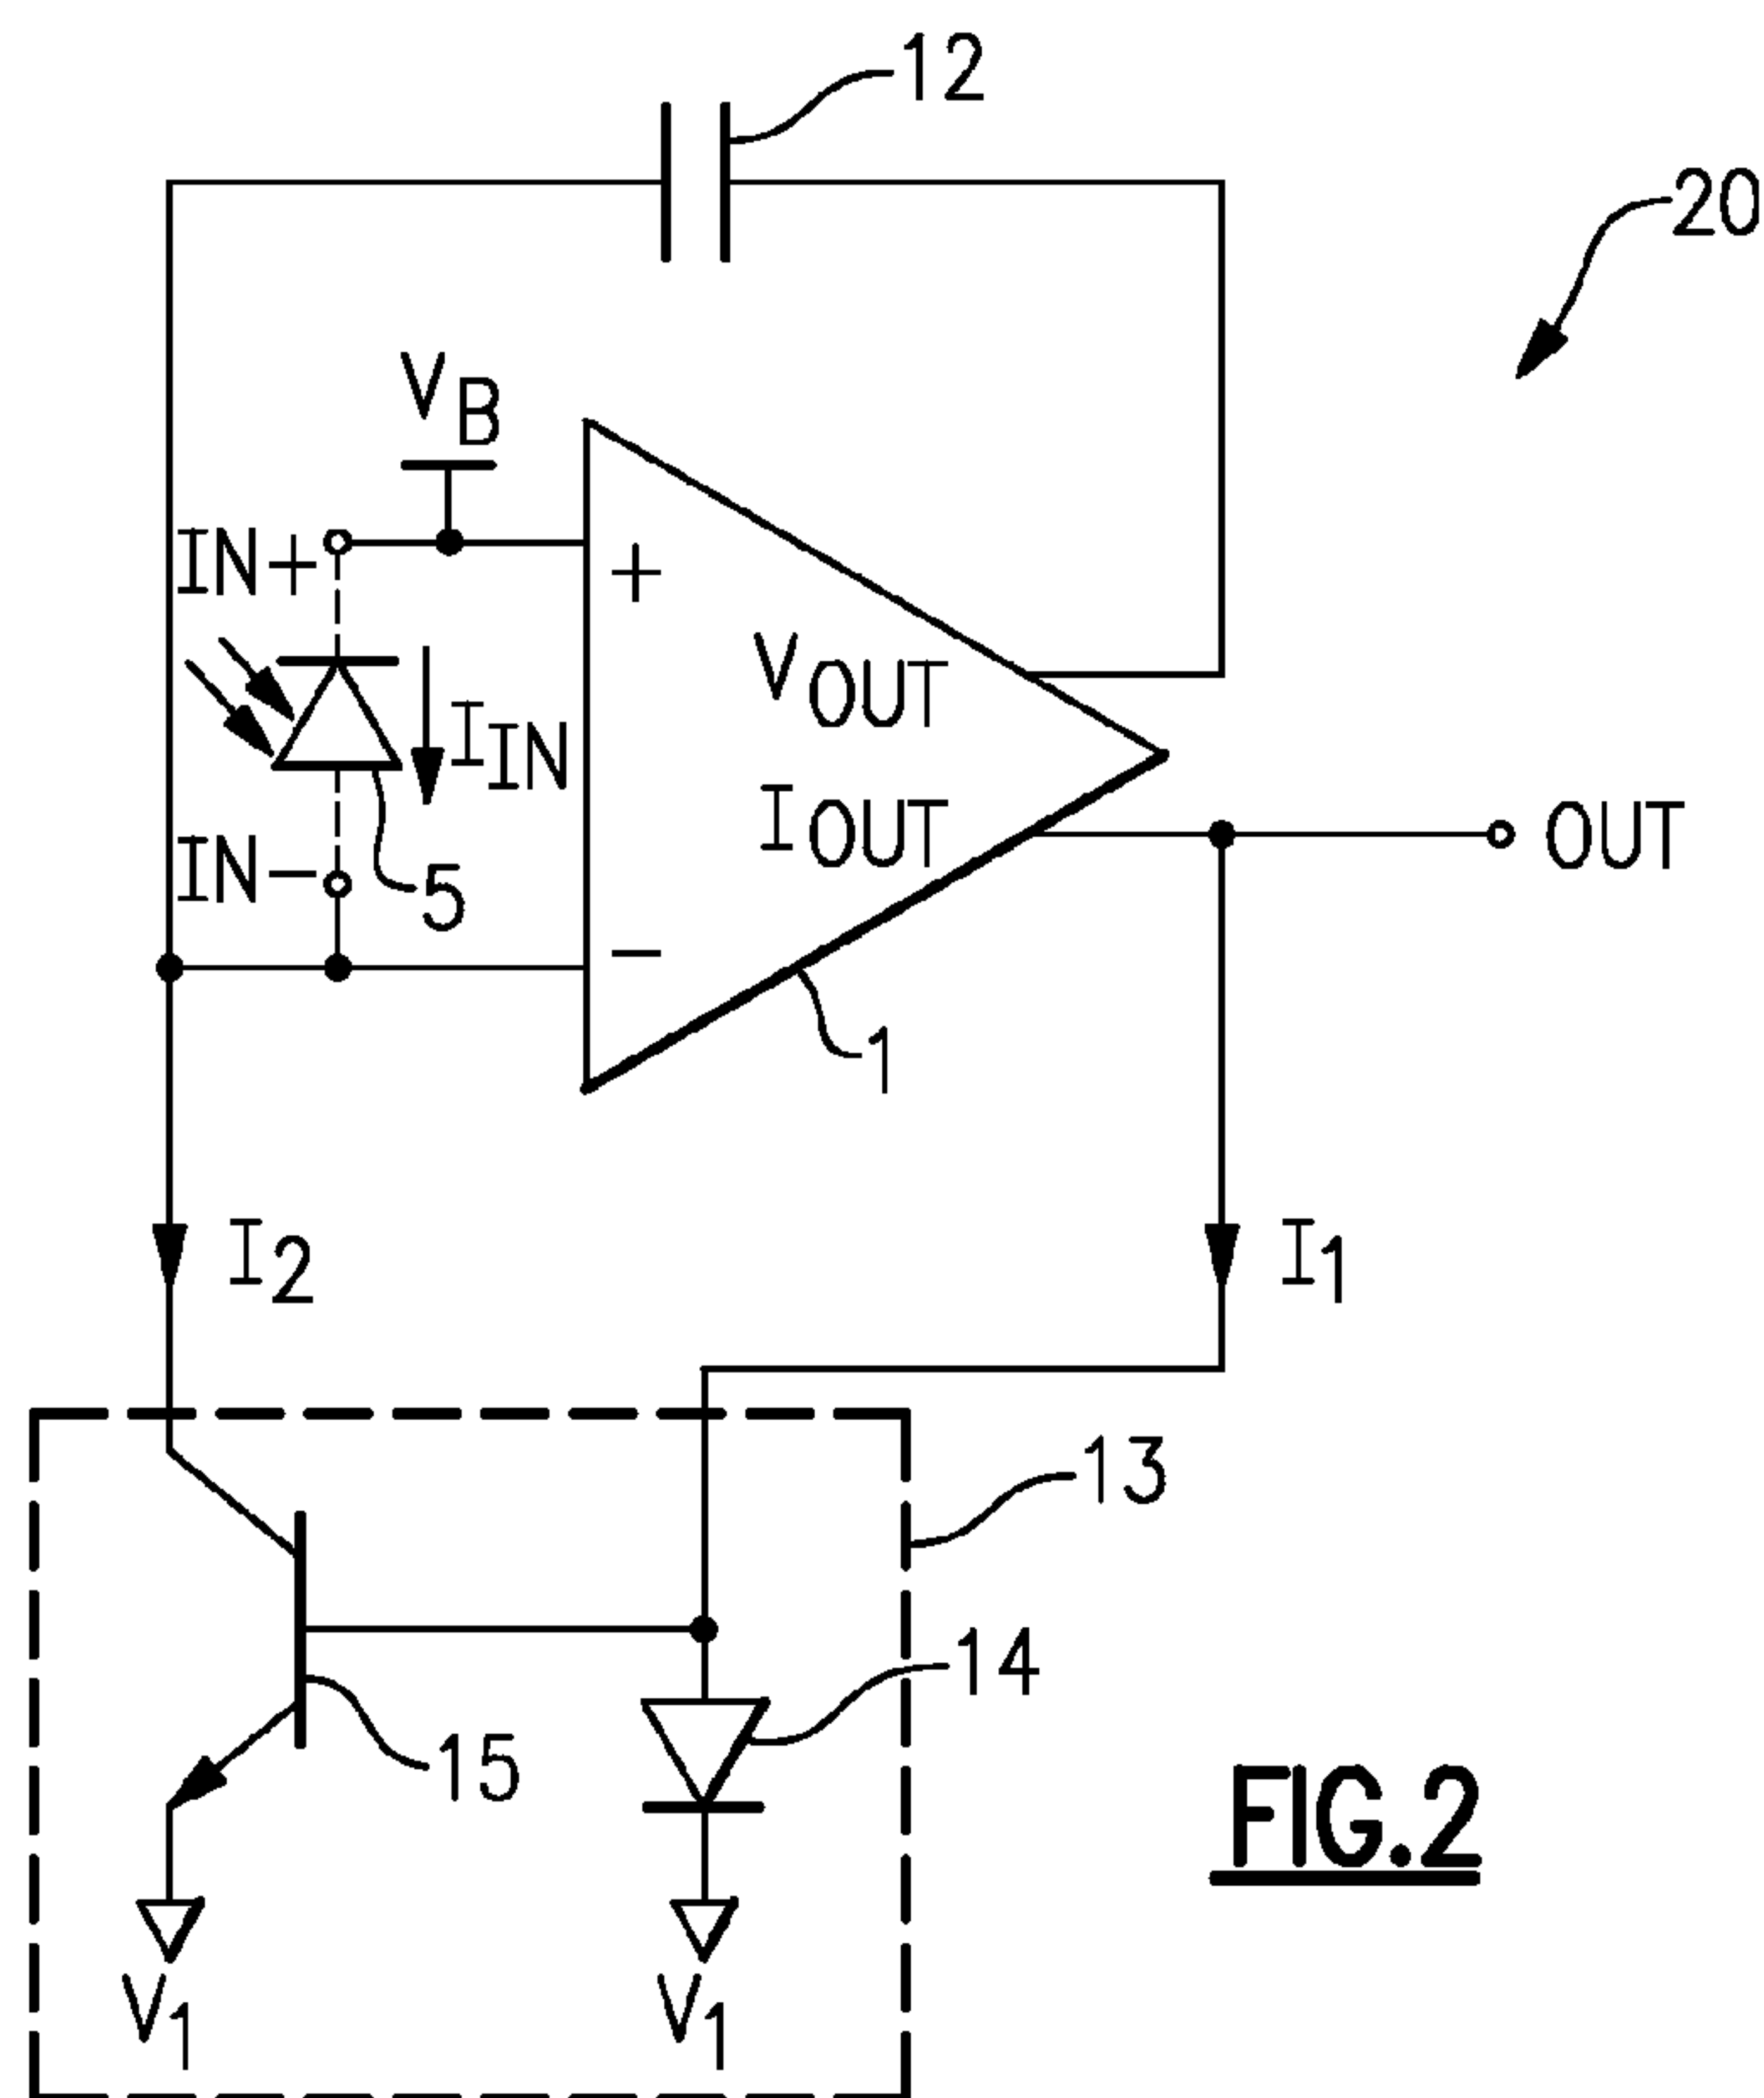 12
20
VB
IN+
IIN
VOUT
IOUT
OUT
IN-
5
+
-
1
I2
I1
13
14
15
FIG.2
V1
V1